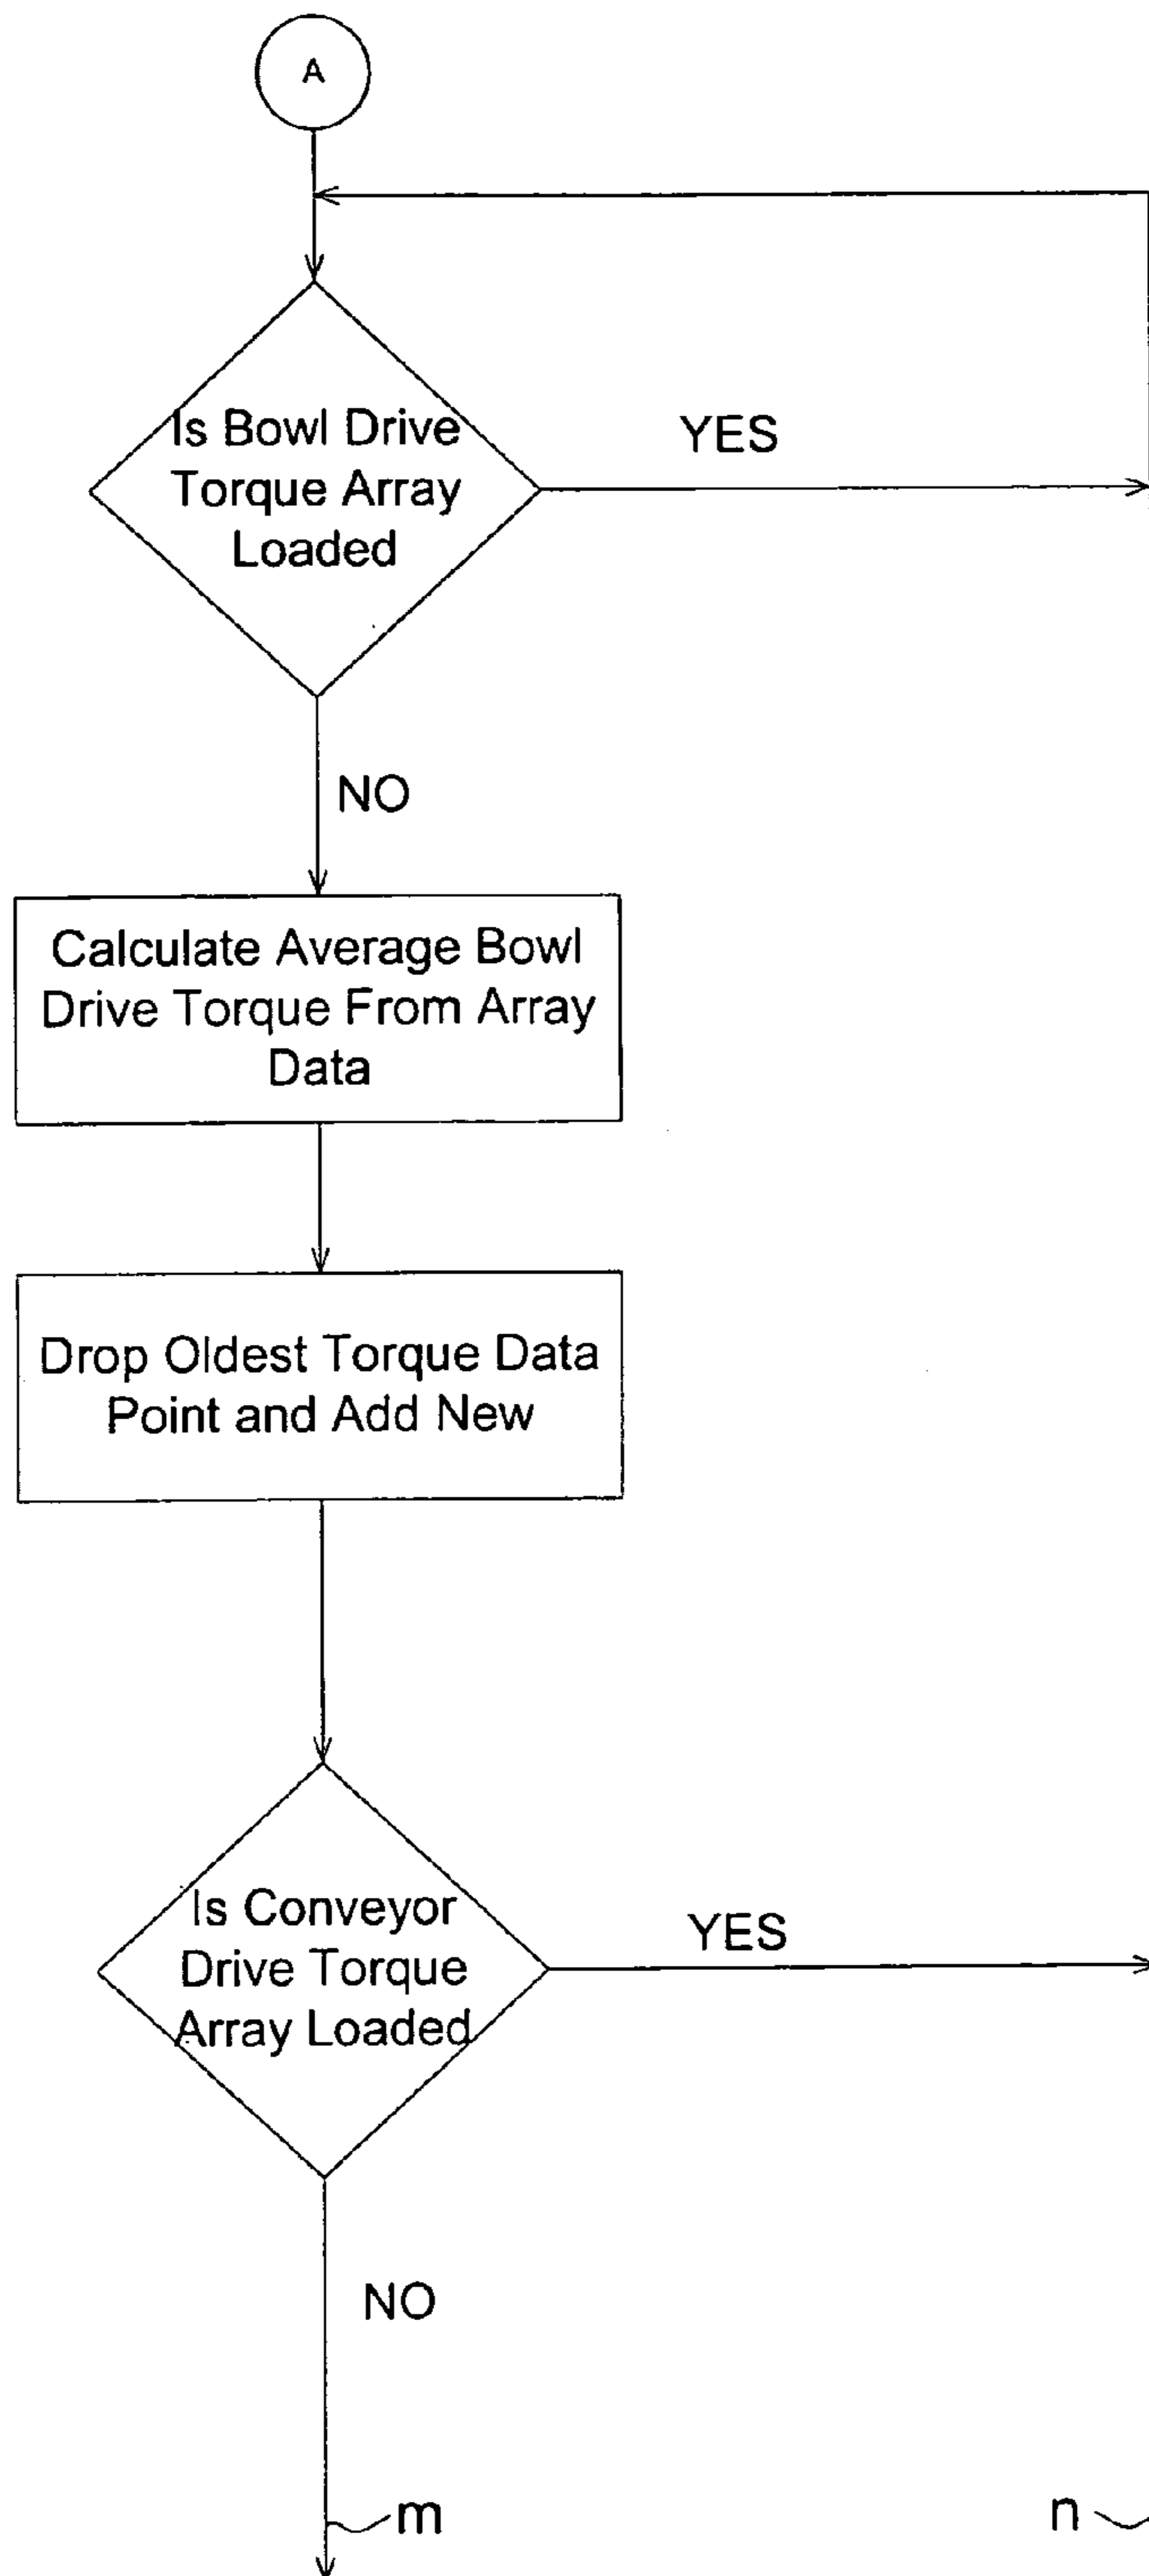 A
Is Bowl Drive
Torque Array
Loaded
YES
NO
Calculate Average Bowl
Drive Torque From Array
Data
Drop Oldest Torque Data
Point and Add New
Is Conveyor
Drive Torque
Array Loaded
YES
NO
m
n